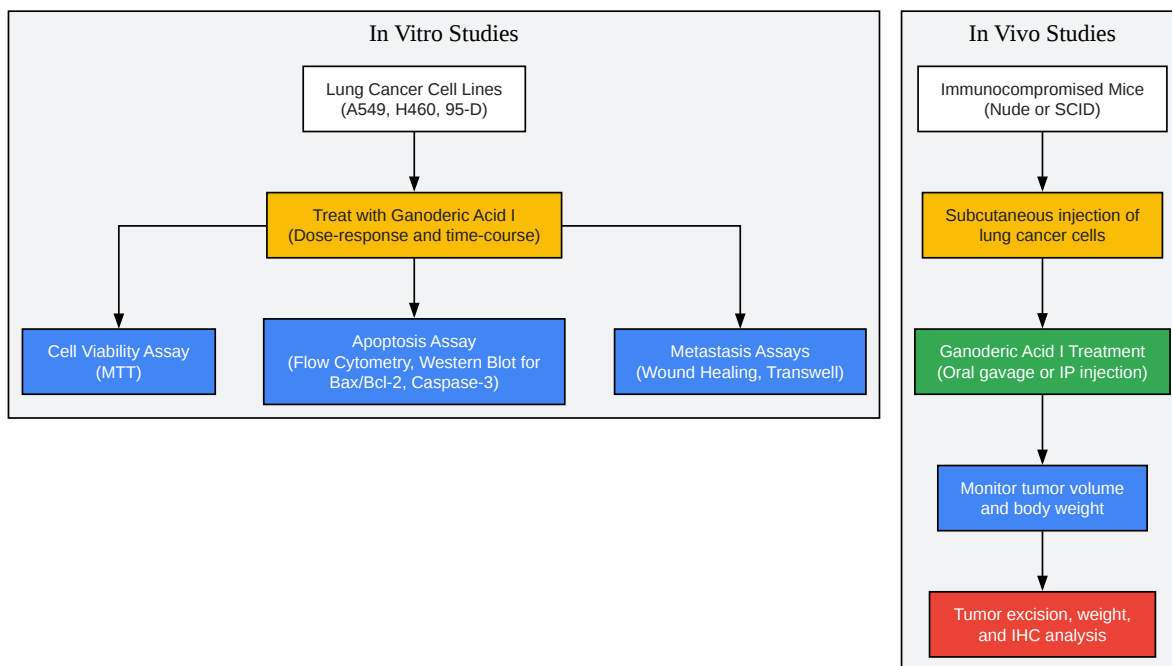 In Vitro Studies
Lung Cancer Cell Lines
(A549, H460, 95-D)
Treat with Ganoderic Acid I
(Dose-response and time-course)
Cell Viability Assay
(MTT)
Apoptosis Assay
(Flow Cytometry, Western Blot for
Bax/Bcl-2, Caspase-3)
Metastasis Assays
(Wound Healing, Transwell)
In Vivo Studies
Immunocompromised Mice
(Nude or SCID)
Subcutaneous injection of
lung cancer cells
Ganoderic Acid I Treatment
(Oral gavage or IP injection)
Monitor tumor volume
and body weight
Tumor excision, weight,
and IHC analysis